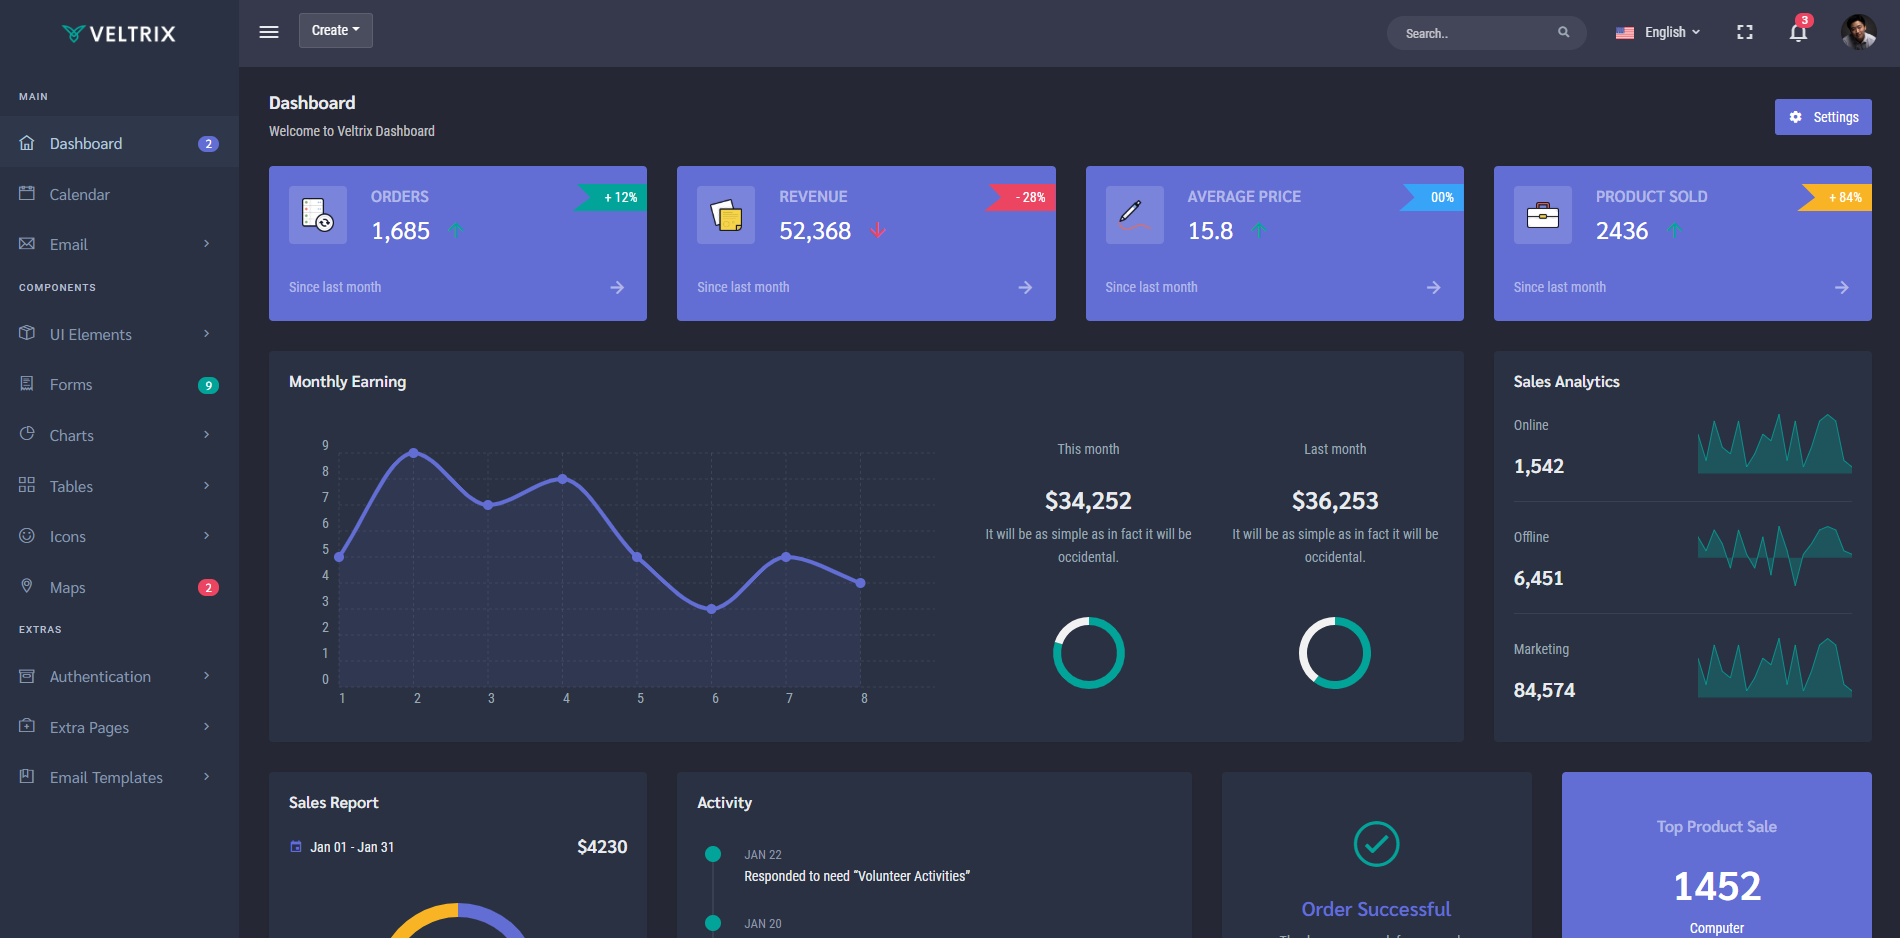 VELTRIX
Create
Search..
English
3
MAIN
Dashboard
2
Calendar
Email
COMPONENTS
UI Elements
Forms
9
Charts
Tables
Icons
Maps
2
EXTRAS
Authentication
Extra Pages
Email Templates
Dashboard
Welcome to Veltrix Dashboard
Settings
ORDERS
+ 12%
1,685
Since last month
REVENUE
- 28%
52,368
Since last month
AVERAGE PRICE
00%
15.8
Since last month
PRODUCT SOLD
+ 84%
2436
Since last month
Monthly Earning
9
8
7
6
5
4
3
2
1
0
1 2 3 4 5 6 7 8
This month
$34,252
It will be as simple as in fact it will be
occidental.
Last month
$36,253
It will be as simple as in fact it will be
occidental.
Sales Analytics
Online
1,542
Offline
6,451
Marketing
84,574
Sales Report
Jan 01 - Jan 31
$4230
Activity
JAN 22
Responded to need “Volunteer Activities”
JAN 20
Order Successful
Top Product Sale
1452
Computer